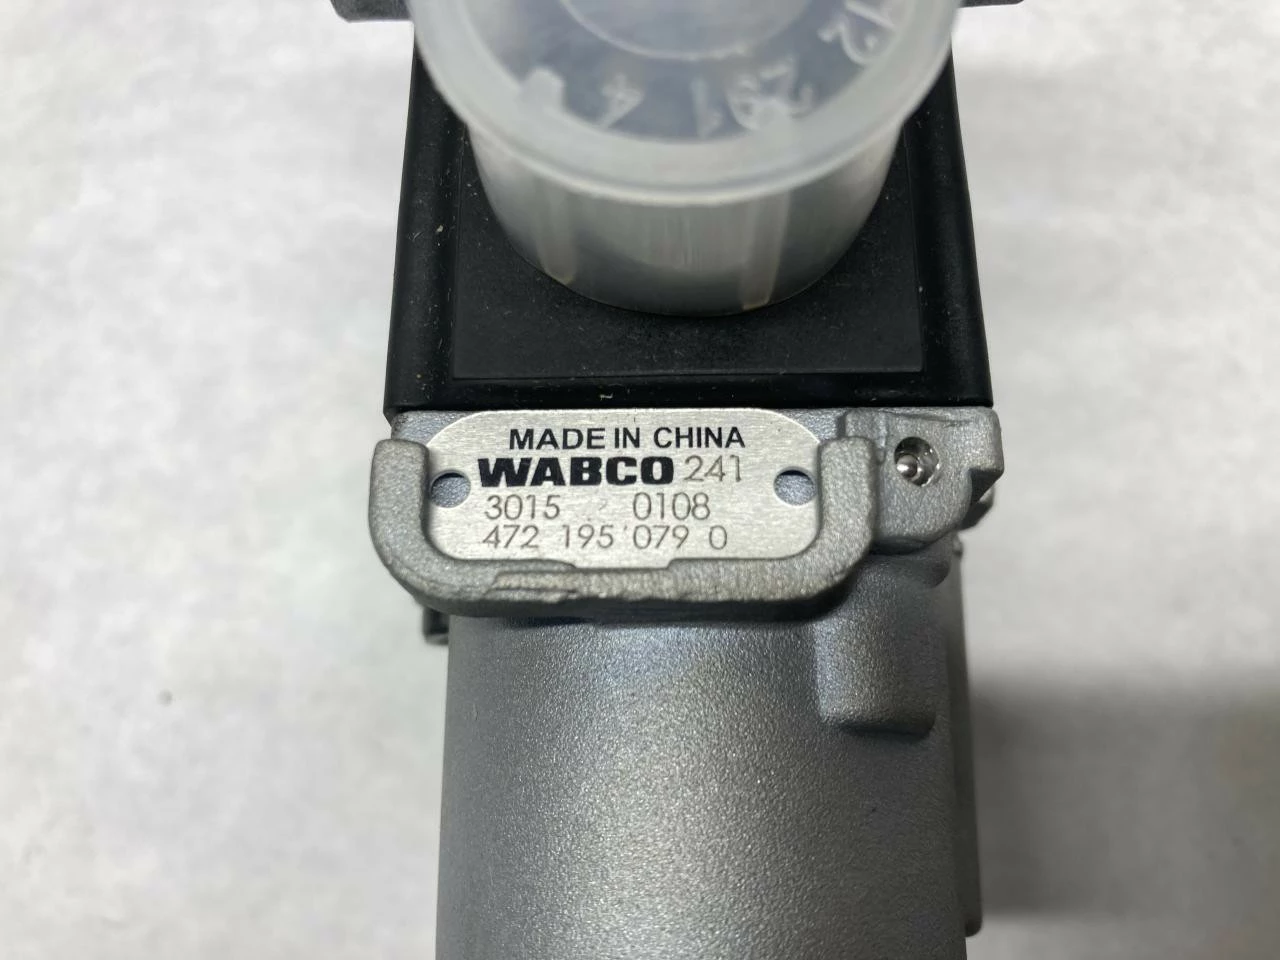 MADE IN CHINA
WABCO 241
3015 0108
472 195 079 0